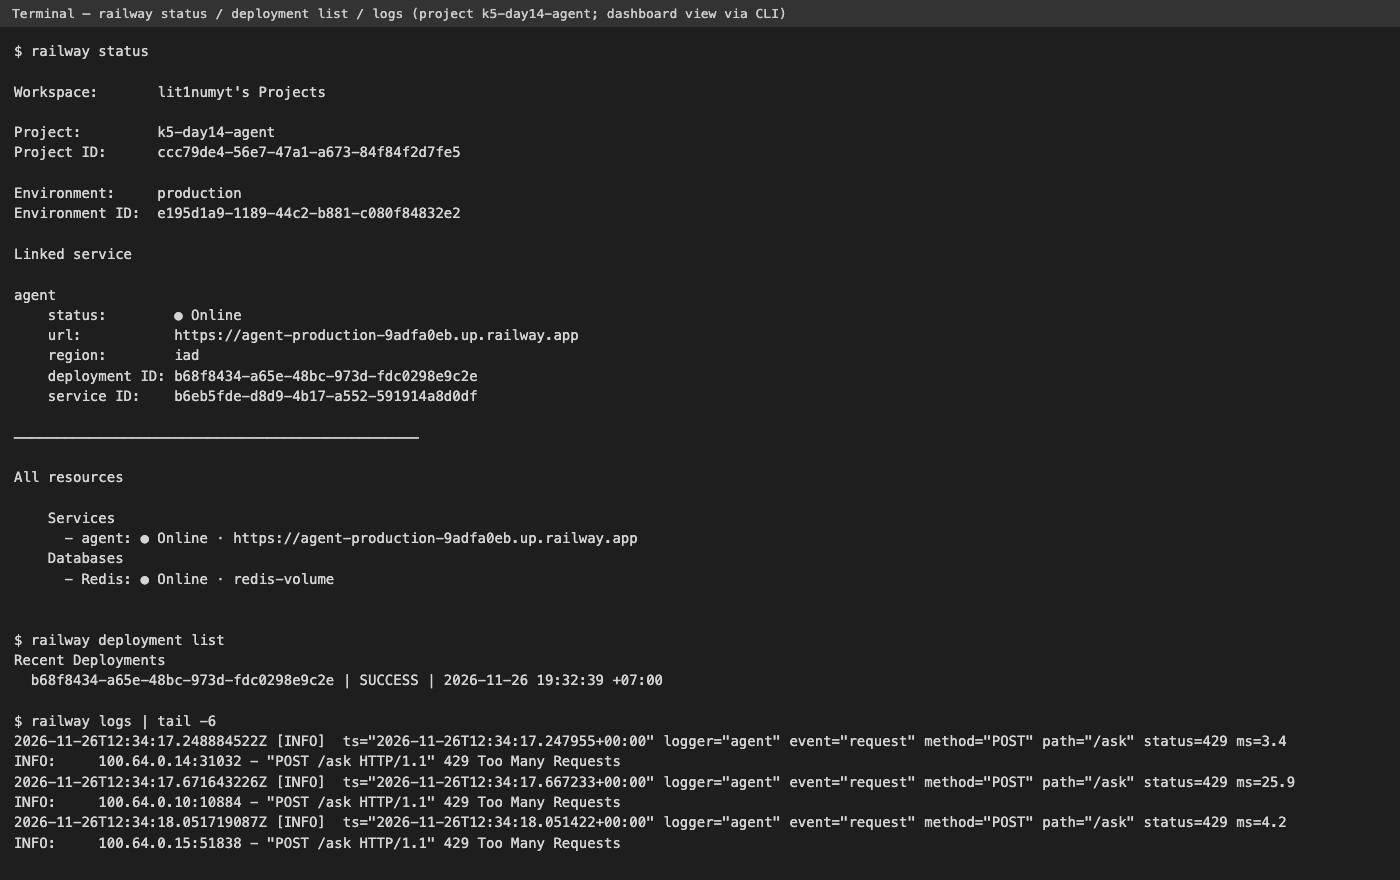 Terminal — railway status / deployment list / logs (project k5-day14-agent; dashboard view via CLI)
$ railway status
Workspace: lit1numyt's Projects
Project: k5-day14-agent
Project ID: ccc79de4-56e7-47a1-a673-84f84f2d7fe5
Environment: production
Environment ID: e195d1a9-1189-44c2-b881-c080f84832e2
Linked service
agent
status: ● Online
url: https://agent-production-9adfa0eb.up.railway.app
region: iad
deployment ID: b68f8434-a65e-48bc-973d-fdc0298e9c2e
service ID: b6eb5fde-d8d9-4b17-a552-591914a8d0df
All resources
Services
- agent: ● Online · https://agent-production-9adfa0eb.up.railway.app
Databases
- Redis: ● Online · redis-volume
$ railway deployment list
Recent Deployments
b68f8434-a65e-48bc-973d-fdc0298e9c2e | SUCCESS | 2026-11-26 19:32:39 +07:00
$ railway logs | tail -6
2026-11-26T12:34:17.248884522Z [INFO]  ts="2026-11-26T12:34:17.247955+00:00" logger="agent" event="request" method="POST" path="/ask" status=429 ms=3.4
INFO:     100.64.0.14:31032 - "POST /ask HTTP/1.1" 429 Too Many Requests
2026-11-26T12:34:17.671643226Z [INFO]  ts="2026-11-26T12:34:17.667233+00:00" logger="agent" event="request" method="POST" path="/ask" status=429 ms=25.9
INFO:     100.64.0.10:10884 - "POST /ask HTTP/1.1" 429 Too Many Requests
2026-11-26T12:34:18.051719087Z [INFO]  ts="2026-11-26T12:34:18.051422+00:00" logger="agent" event="request" method="POST" path="/ask" status=429 ms=4.2
INFO:     100.64.0.15:51838 - "POST /ask HTTP/1.1" 429 Too Many Requests